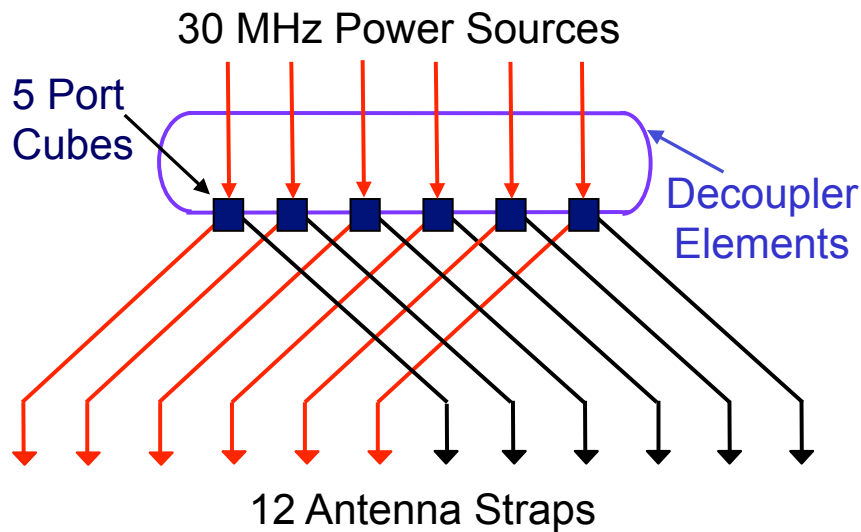 30 MHz Power Sources
5 Port
Cubes
Decoupler
Elements
12 Antenna Straps